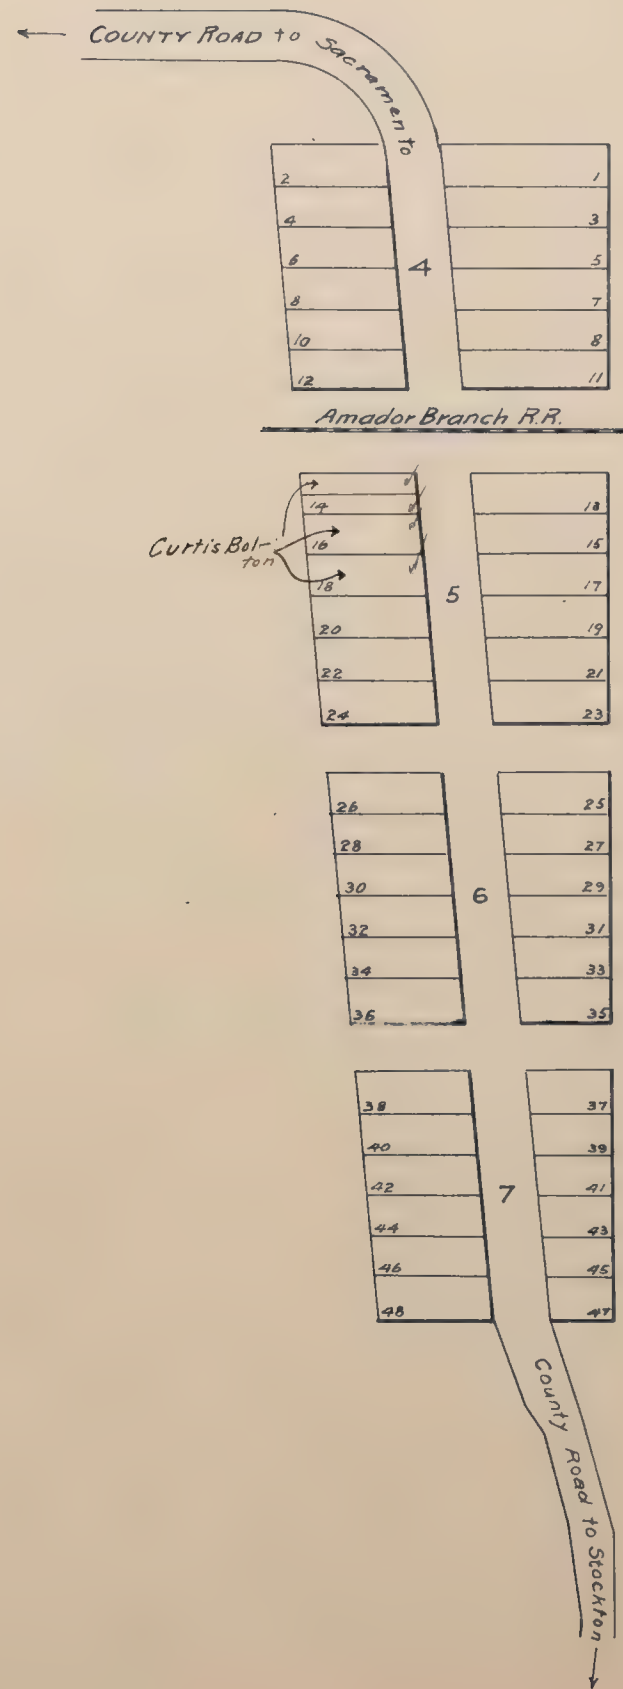 COUNTY ROAD to Sacramento
2 1
4 3
6 4 5
8 7
10 8
12 11
Amador Branch R.R.
14 13
Curtis Bol-
ton
16 15
18 5 17
20 19
22 21
24 23
26 25
28 27
30 6 29
32 31
34 33
36 35
38 37
40 39
42 7 41
44 43
46 45
48 47
County Road to Stockton